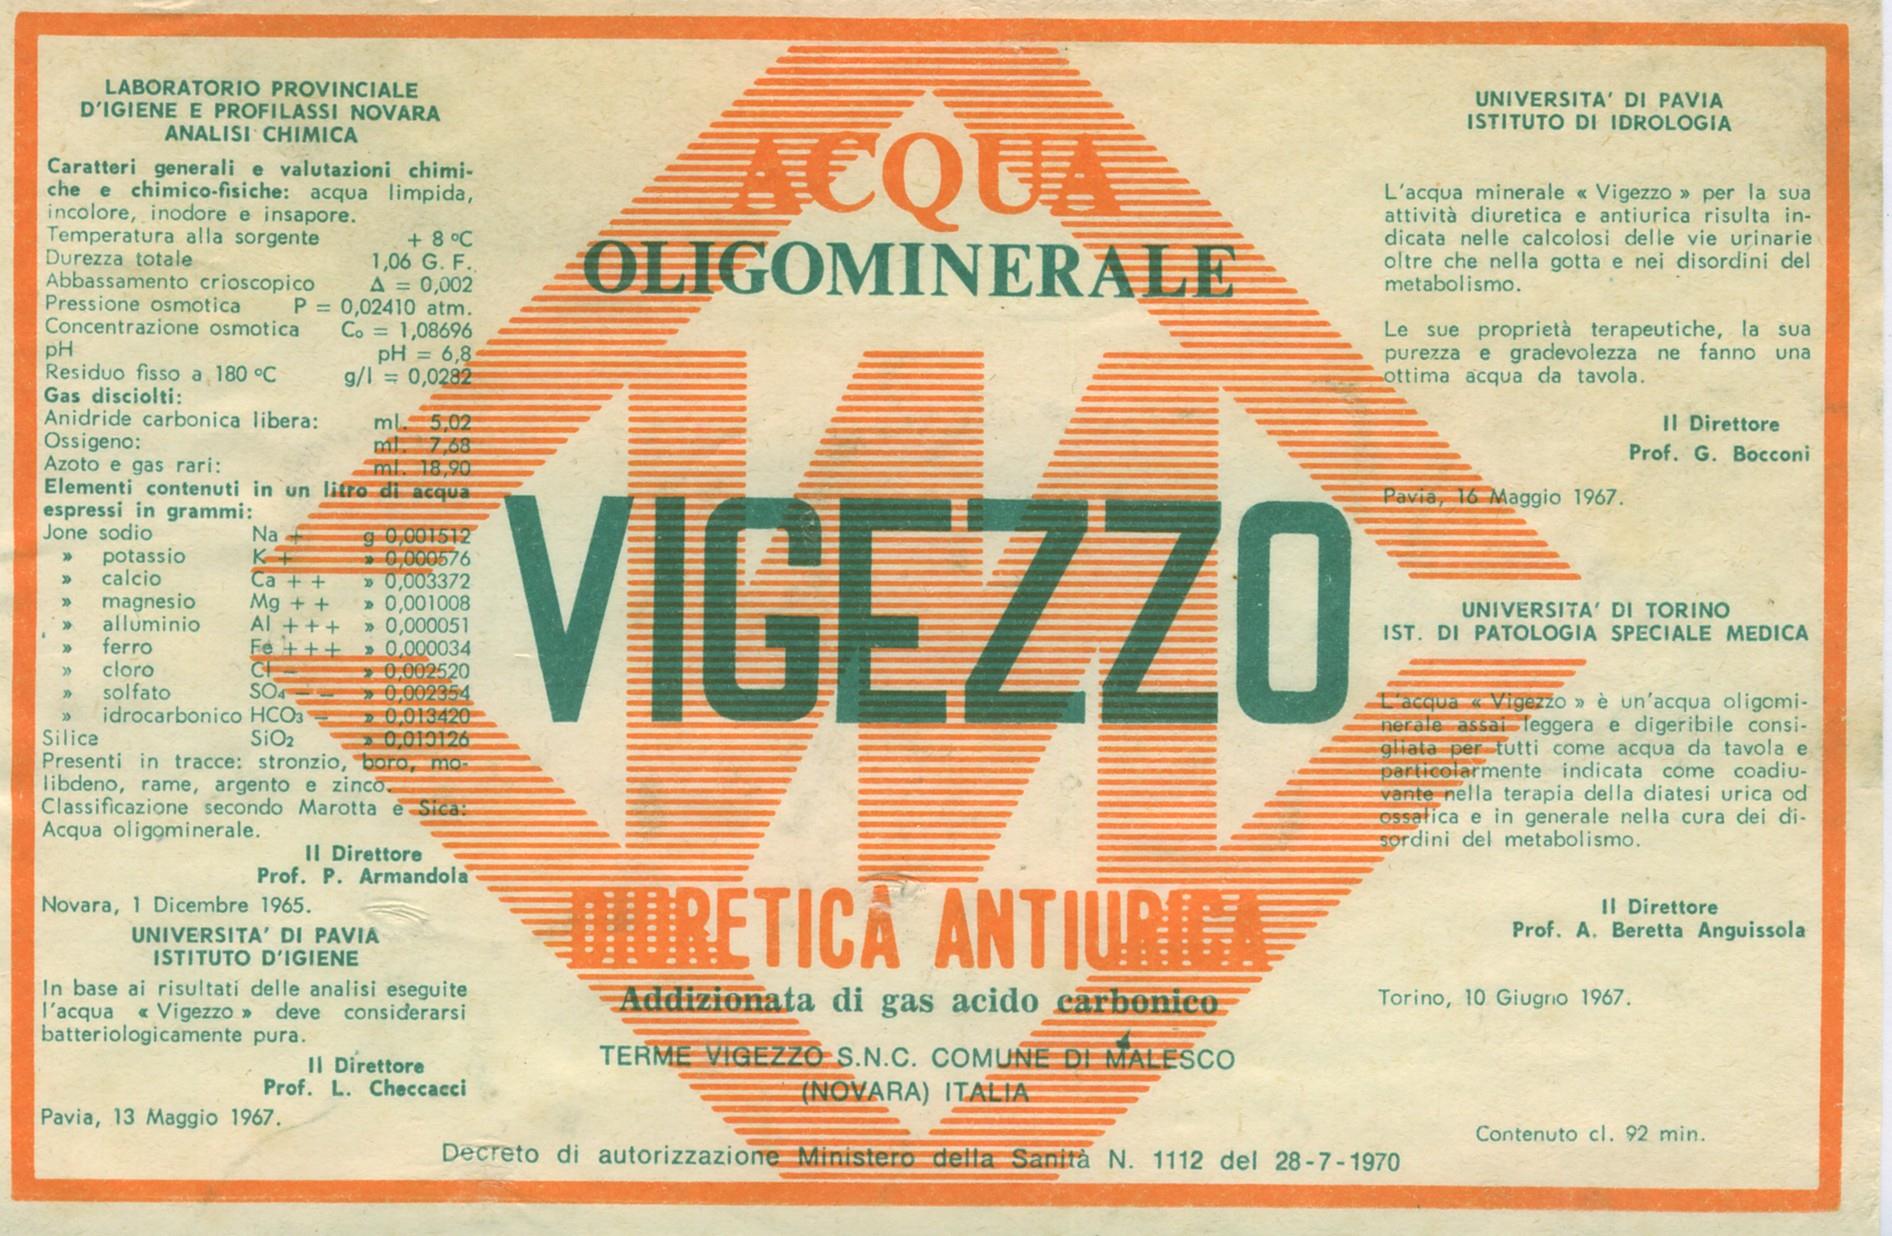 LABORATORIO PROVINCIALE
D'IGIENE E PROFILASSI NOVARA
ANALISI CHIMICA
Caratteri generali e valutazioni chimi-
che e chimico-fisiche: acqua limpida,
incolore, inodore e insapore.
Temperatura alla sorgente + 8 ºC
Durezza totale 1,06 G. F.
Abbassamento crioscopico Δ = 0,002
Pressione osmotica P = 0,02410 atm.
Concentrazione osmotica Co = 1,08696
pH pH = 6,8
Residuo fisso a 180 ºC g/l = 0,0282
Gas disciolti:
Anidride carbonica libera: ml. 5,02
Ossigeno: ml. 7,68
Azoto e gas rari: ml. 18,90
Elementi contenuti in un litro di acqua
espressi in grammi:
Jone sodio Na + g 0,001512
» potassio K + » 0,000576
» calcio Ca + + » 0,003372
» magnesio Mg + + » 0,001008
» alluminio Al + + + » 0,000051
» ferro Fe + + + » 0,000034
» cloro Cl − » 0,002520
» solfato SO4 − − » 0,002354
» idrocarbonico HCO3 − » 0,013420
Silice SiO2 » 0,010126
Presenti in tracce: stronzio, boro, mo-
libdeno, rame, argento e zinco.
Classificazione secondo Marotta e Sica:
Acqua oligominerale.
Il Direttore
Prof. P. Armandola
Novara, 1 Dicembre 1965.
UNIVERSITA' DI PAVIA
ISTITUTO D'IGIENE
In base ai risultati delle analisi eseguite
l'acqua « Vigezzo » deve considerarsi
batteriologicamente pura.
Il Direttore
Prof. L. Checcacci
Pavia, 13 Maggio 1967.
ACQUA
OLIGOMINERALE
VIGEZZO
DIURETICA ANTIURICA
Addizionata di gas acido carbonico
TERME VIGEZZO S.N.C. COMUNE DI MALESCO
(NOVARA) ITALIA
Decreto di autorizzazione Ministero della Sanità N. 1112 del 28-7-1970
UNIVERSITA' DI PAVIA
ISTITUTO DI IDROLOGIA
L'acqua minerale « Vigezzo » per la sua
attività diuretica e antiurica risulta in-
dicata nelle calcolosi delle vie urinarie
oltre che nella gotta e nei disordini del
metabolismo.
Le sue proprietà terapeutiche, la sua
purezza e gradevolezza ne fanno una
ottima acqua da tavola.
Il Direttore
Prof. G. Bocconi
Pavia, 16 Maggio 1967.
UNIVERSITA' DI TORINO
IST. DI PATOLOGIA SPECIALE MEDICA
L'acqua « Vigezzo » è un'acqua oligomi-
nerale assai leggera e digeribile consi-
gliata per tutti come acqua da tavola e
particolarmente indicata come coadiu-
vante nella terapia della diatesi urica od
ossalica e in generale nella cura dei di-
sordini del metabolismo.
Il Direttore
Prof. A. Beretta Anguissola
Torino, 10 Giugno 1967.
Contenuto cl. 92 min.